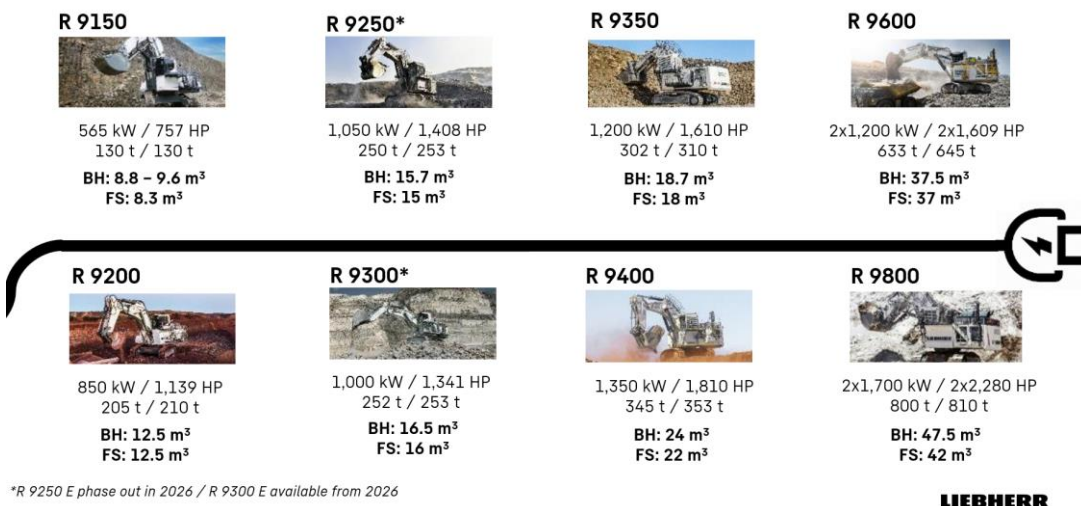 R 9150
565 kW / 757 HP
130 t / 130 t
BH: 8.8 – 9.6 m³
FS: 8.3 m³
R 9250*
1,050 kW / 1,408 HP
250 t / 253 t
BH: 15.7 m³
FS: 15 m³
R 9350
1,200 kW / 1,610 HP
302 t / 310 t
BH: 18.7 m³
FS: 18 m³
R 9600
2x1,200 kW / 2x1,609 HP
633 t / 645 t
BH: 37.5 m³
FS: 37 m³
R 9200
850 kW / 1,139 HP
205 t / 210 t
BH: 12.5 m³
FS: 12.5 m³
R 9300*
1,000 kW / 1,341 HP
252 t / 253 t
BH: 16.5 m³
FS: 16 m³
R 9400
1,350 kW / 1,810 HP
345 t / 353 t
BH: 24 m³
FS: 22 m³
R 9800
LIEBHERR
2x1,700 kW / 2x2,280 HP
800 t / 810 t
BH: 47.5 m³
FS: 42 m³
*R 9250 E phase out in 2026 / R 9300 E available from 2026
LIEBHERR